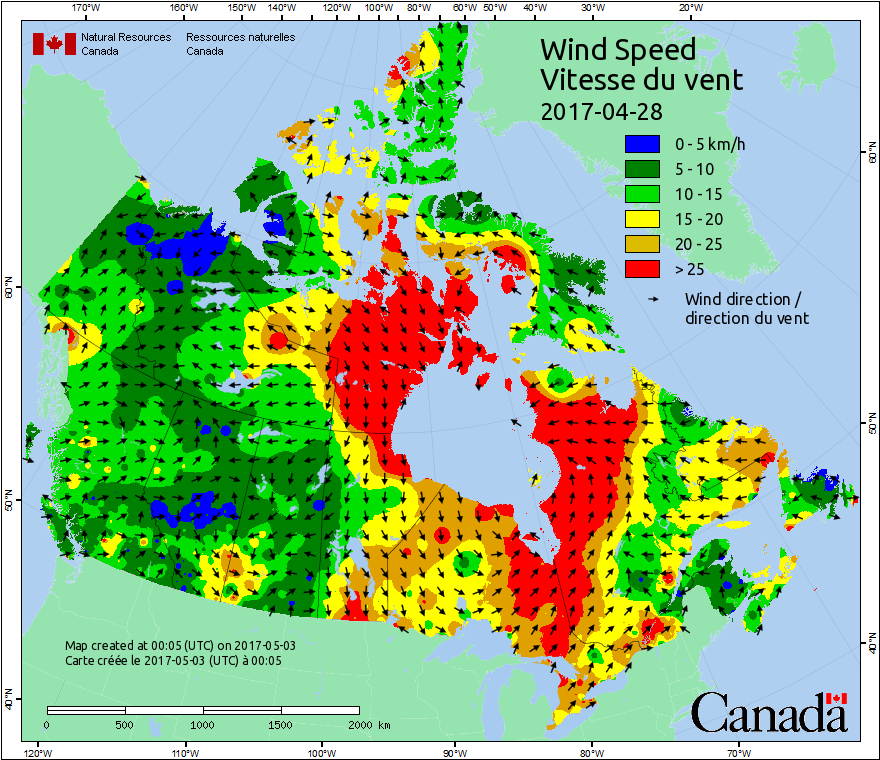 170°W 160°W 150°W 140°W 120°W 100°W 80°W 60°W 50°W 40°W 30°W 20°W
Natural Resources Ressources naturelles
Canada Canada
Wind Speed
Vitesse du vent
2017-04-28
0 - 5 km/h
5 - 10
10 - 15
15 - 20
20 - 25
> 25
Wind direction /
direction du vent
60°N
60°N
50°N
50°N
40°N
40°N
Map created at 00:05 (UTC) on 2017-05-03
Carte créée le 2017-05-03 (UTC) à 00:05
0 500 1000 1500 2000 km
Canada
120°W 110°W 100°W 90°W 80°W 70°W